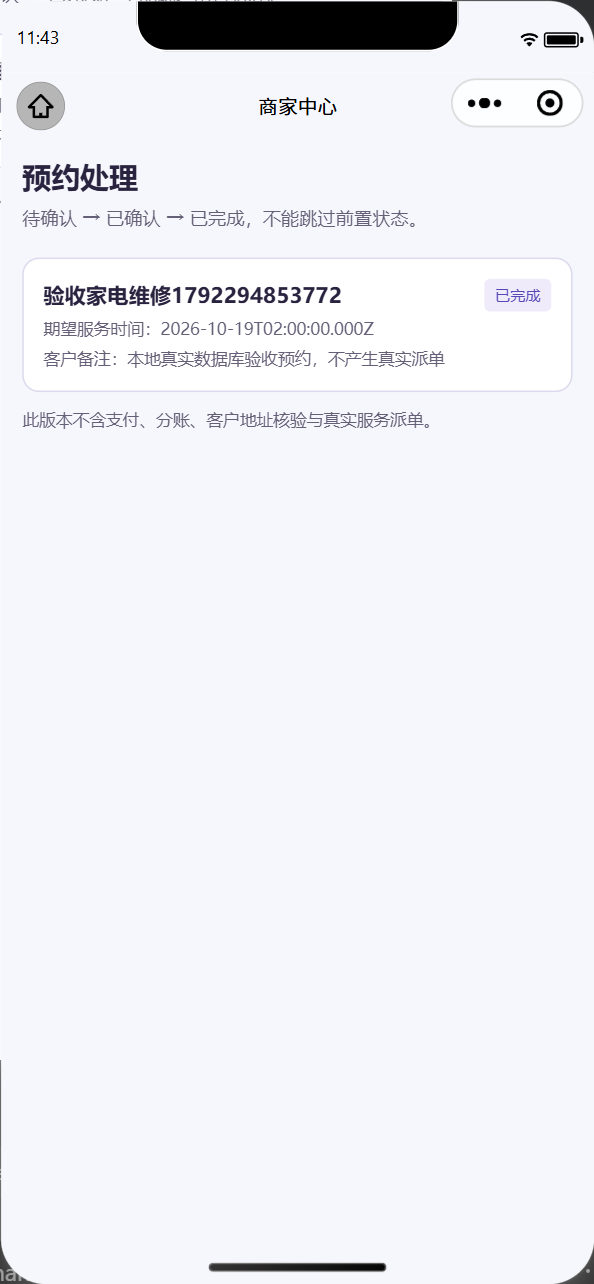 11:43
商家中心
预约处理
待确认 → 已确认 → 已完成，不能跳过前置状态。
验收家电维修1792294853772
已完成
期望服务时间：2026-10-19T02:00:00.000Z
客户备注：本地真实数据库验收预约，不产生真实派单
此版本不含支付、分账、客户地址核验与真实服务派单。